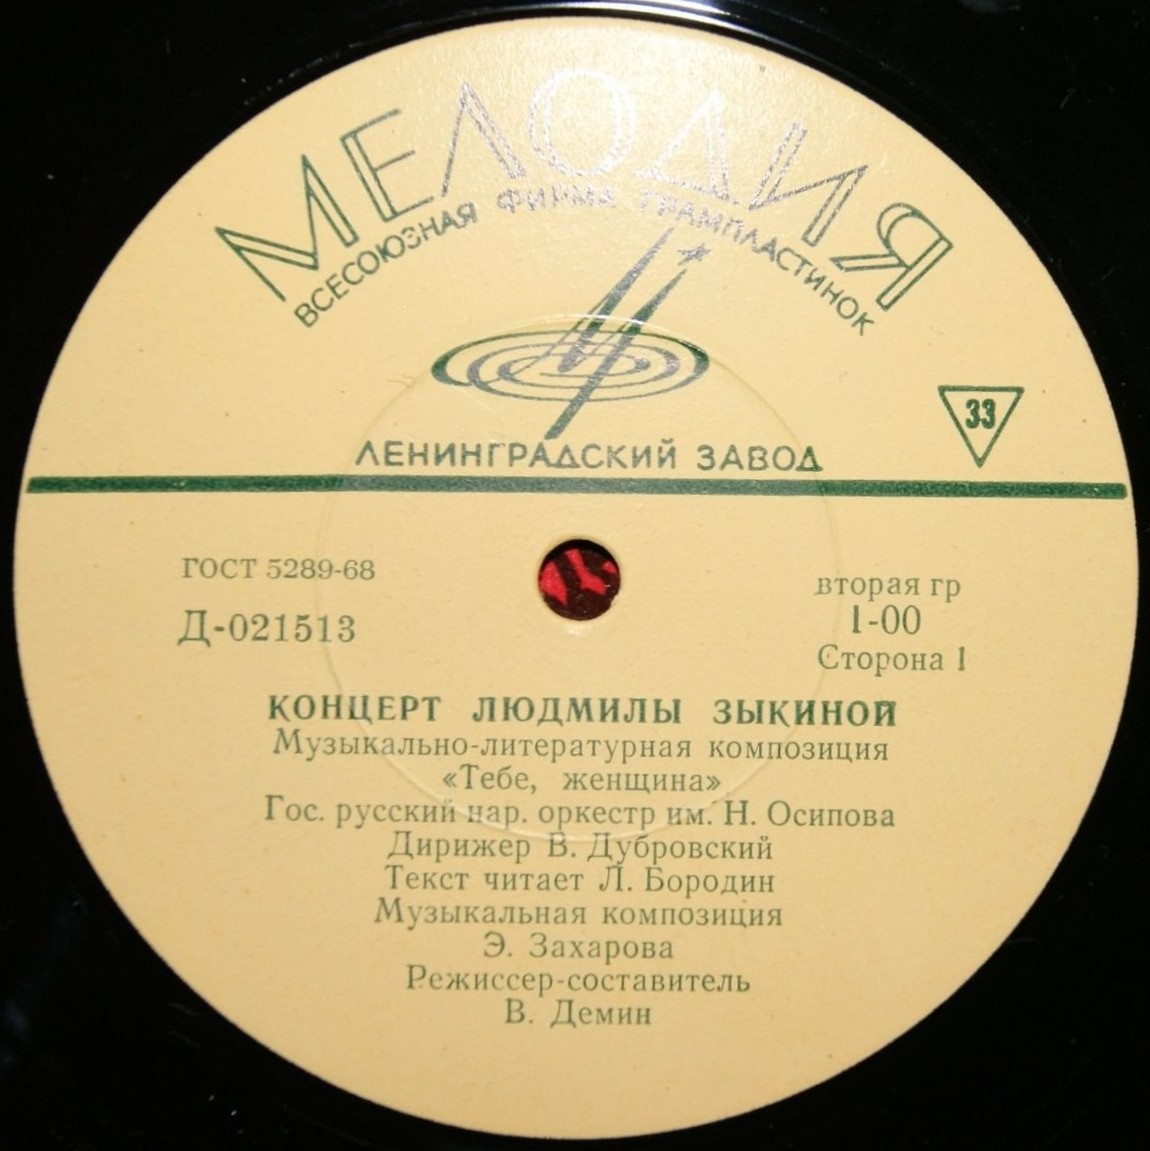 МЕЛОДИЯ
ВСЕСОЮЗНАЯ ФИРМА ГРАМПЛАСТИНОК
33
ЛЕНИНГРАДСКИЙ ЗАВОД
ГОСТ 5289-68
Д-021513
вторая гр
1-00
Сторона 1
КОНЦЕРТ ЛЮДМИЛЫ ЗЫКИНОЙ
Музыкально-литературная композиция
«Тебе, женщина»
Гос. русский нар. оркестр им. Н. Осипова
Дирижер В. Дубровский
Текст читает Л. Бородин
Музыкальная композиция
Э. Захарова
Режиссер-составитель
В. Демин